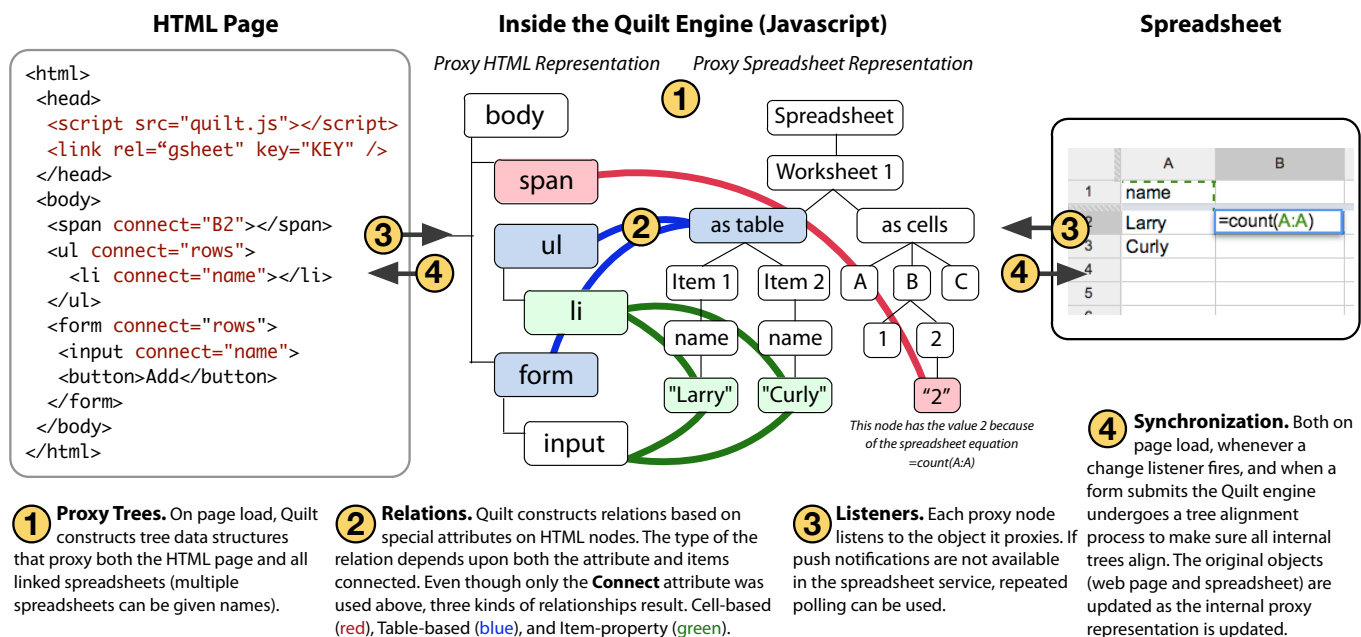 HTML Page
Inside the Quilt Engine (Javascript)
Spreadsheet
<html>
<head>
<script src="quilt.js"></script>
<link rel=“gsheet" key="KEY" />
</head>
<body>
<span connect="B2"></span>
<ul connect="rows">
<li connect="name"></li>
</ul>
<form connect="rows">
<input connect="name">
<button>Add</button>
</form>
</body>
</html>
3
4
Proxy HTML Representation
Proxy Spreadsheet Representation
1
body
span
ul
li
form
input
2
Spreadsheet
Worksheet 1
as table
as cells
Item 1
Item 2
A
B
C
name
name
1
2
"Larry"
"Curly"
“2”
This node has the value 2 because
of the spreadsheet equation
=count(A:A)
3
4
A
B
1
name
2
Larry
=count(A:A)
3
Curly
4
5
1 Proxy Trees. On page load, Quilt
constructs tree data structures
that proxy both the HTML page and all
linked spreadsheets (multiple
spreadsheets can be given names).
2 Relations. Quilt constructs relations based on
special attributes on HTML nodes. The type of the
relation depends upon both the attribute and items
connected. Even though only the Connect attribute was
used above, three kinds of relationships result. Cell-based
(red), Table-based (blue), and Item-property (green).
3 Listeners. Each proxy node
listens to the object it proxies. If
push notifications are not available
in the spreadsheet service, repeated
polling can be used.
4 Synchronization. Both on
page load, whenever a
change listener fires, and when a
form submits the Quilt engine
undergoes a tree alignment
process to make sure all internal
trees align. The original objects
(web page and spreadsheet) are
updated as the internal proxy
representation is updated.